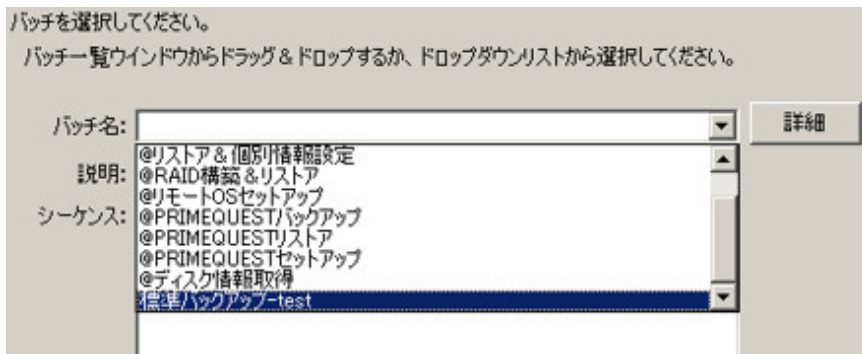 バッチを選択してください。
バッチ一覧ウインドウからドラッグ&ドロップするか、ドロップダウンリストから選択してください。
バッチ名:
詳細
@リストア&個別情報設定
説明:
@RAID構築&リストア
@リモートOSセットアップ
シーケンス:
@PRIMEQUESTバックアップ
@PRIMEQUESTリストア
@PRIMEQUESTセットアップ
@ディスク情報取得
標準バックアップ-test